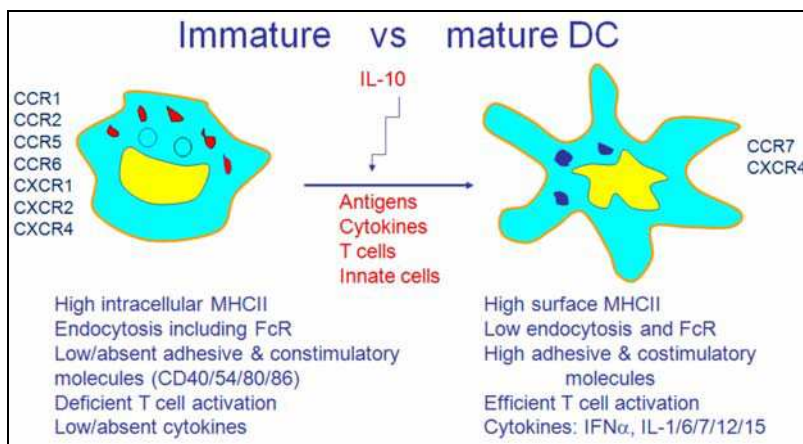 Immature vs mature DC
IL-10
CCR1
CCR2
CCR5
CCR6
CXCR1
CXCR2
CXCR4
CCR7
CXCR4
Antigens
Cytokines
T cells
Innate cells
High intracellular MHCII
Endocytosis including FcR
Low/absent adhesive & constimulatory
molecules (CD40/54/80/86)
Deficient T cell activation
Low/absent cytokines
High surface MHCII
Low endocytosis and FcR
High adhesive & costimulatory
molecules
Efficient T cell activation
Cytokines: IFNα, IL-1/6/7/12/15